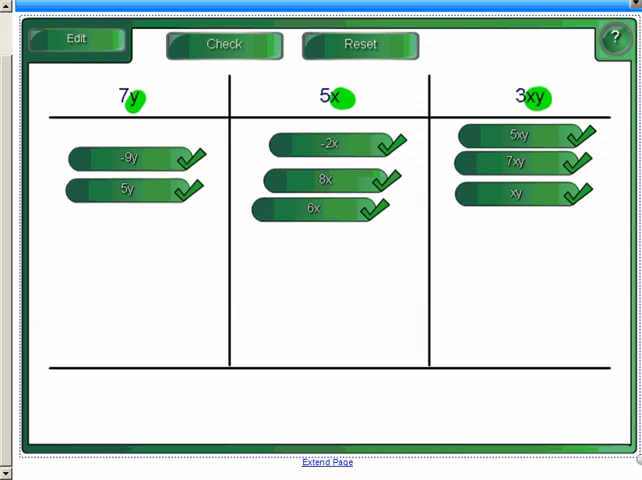 Edit
Check
Reset
?
7y
5x
3xy
-9y
5y
-2x
8x
6x
5xy
7xy
xy
Extend Page